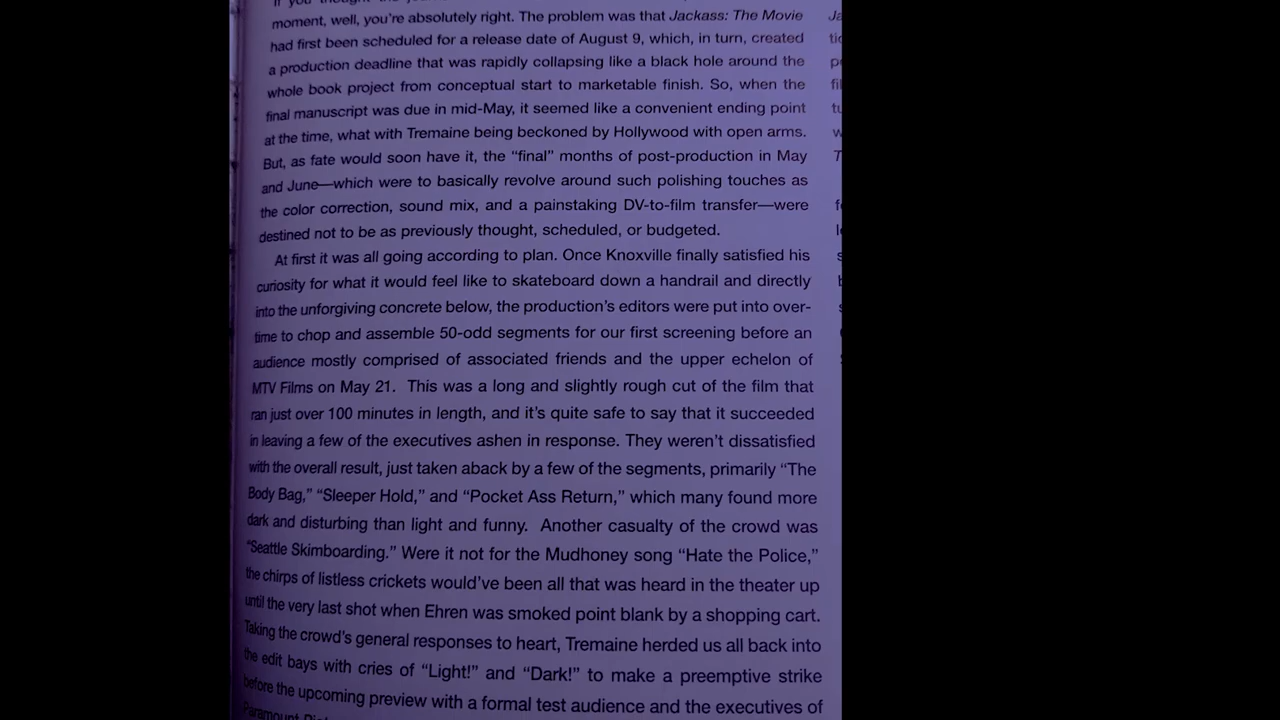 If you thought the
moment, well, you're absolutely right. The problem was that Jackass: The Movie
had first been scheduled for a release date of August 9, which, in turn, created
a production deadline that was rapidly collapsing like a black hole around the
whole book project from conceptual start to marketable finish. So, when the
final manuscript was due in mid-May, it seemed like a convenient ending point
at the time, what with Tremaine being beckoned by Hollywood with open arms.
But, as fate would soon have it, the “final” months of post-production in May
and June—which were to basically revolve around such polishing touches as
the color correction, sound mix, and a painstaking DV-to-film transfer—were
destined not to be as previously thought, scheduled, or budgeted.
At first it was all going according to plan. Once Knoxville finally satisfied his
curiosity for what it would feel like to skateboard down a handrail and directly
into the unforgiving concrete below, the production's editors were put into over-
time to chop and assemble 50-odd segments for our first screening before an
audience mostly comprised of associated friends and the upper echelon of
MTV Films on May 21. This was a long and slightly rough cut of the film that
ran just over 100 minutes in length, and it's quite safe to say that it succeeded
in leaving a few of the executives ashen in response. They weren't dissatisfied
with the overall result, just taken aback by a few of the segments, primarily “The
Body Bag,” “Sleeper Hold,” and “Pocket Ass Return,” which many found more
dark and disturbing than light and funny. Another casualty of the crowd was
“Seattle Skimboarding.” Were it not for the Mudhoney song “Hate the Police,”
the chirps of listless crickets would've been all that was heard in the theater up
until the very last shot when Ehren was smoked point blank by a shopping cart.
Taking the crowd's general responses to heart, Tremaine herded us all back into
the edit bays with cries of “Light!” and “Dark!” to make a preemptive strike
before the upcoming preview with a formal test audience and the executives of
Paramount